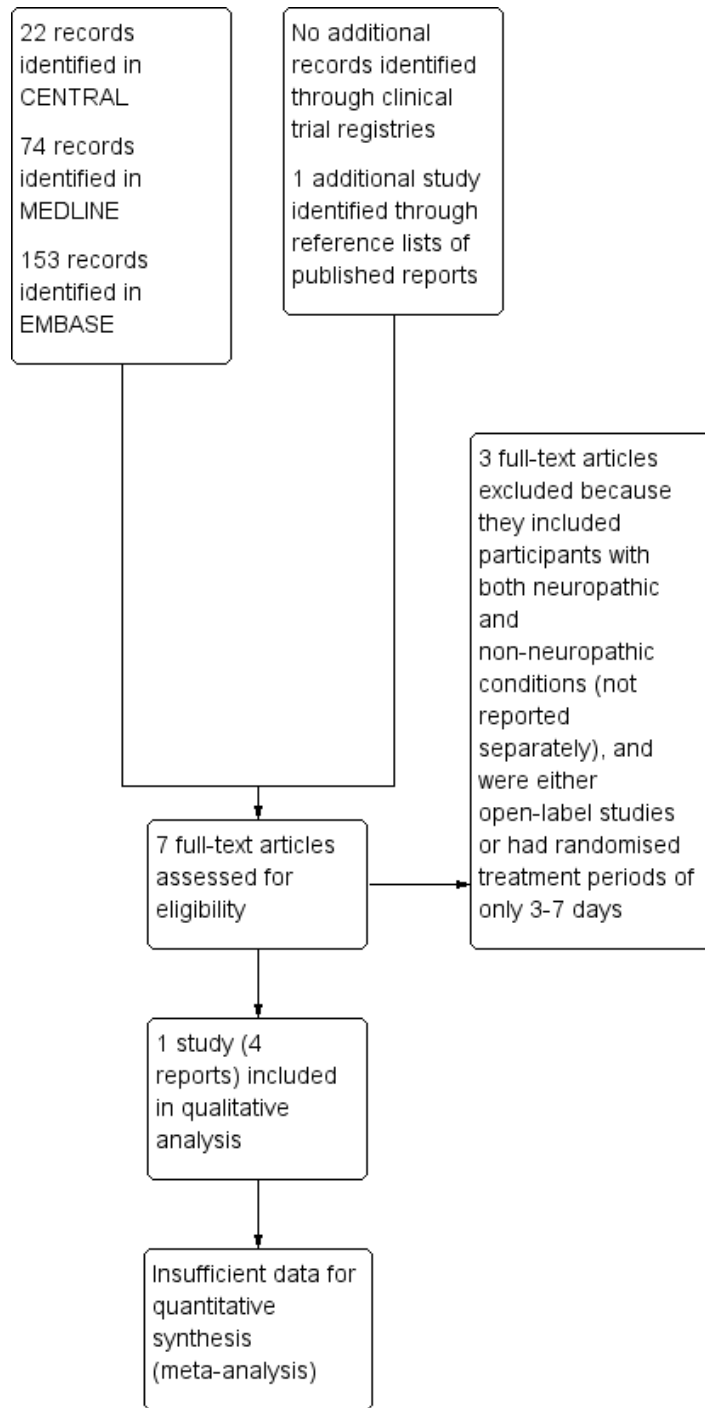 22 records
identified in
CENTRAL
74 records
identified in
MEDLINE
153 records
identified in
EMBASE
No additional
records identified
through clinical
trial registries
1 additional study
identified through
reference lists of
published reports
3 full-text articles
excluded because
they included
participants with
both neuropathic
and
non-neuropathic
conditions (not
reported
separately), and
were either
open-label studies
or had randomised
treatment periods of
only 3-7 days
7 full-text articles
assessed for
eligibility
1 study (4
reports) included
in qualitative
analysis
Insufficient data for
quantitative
synthesis
(meta-analysis)